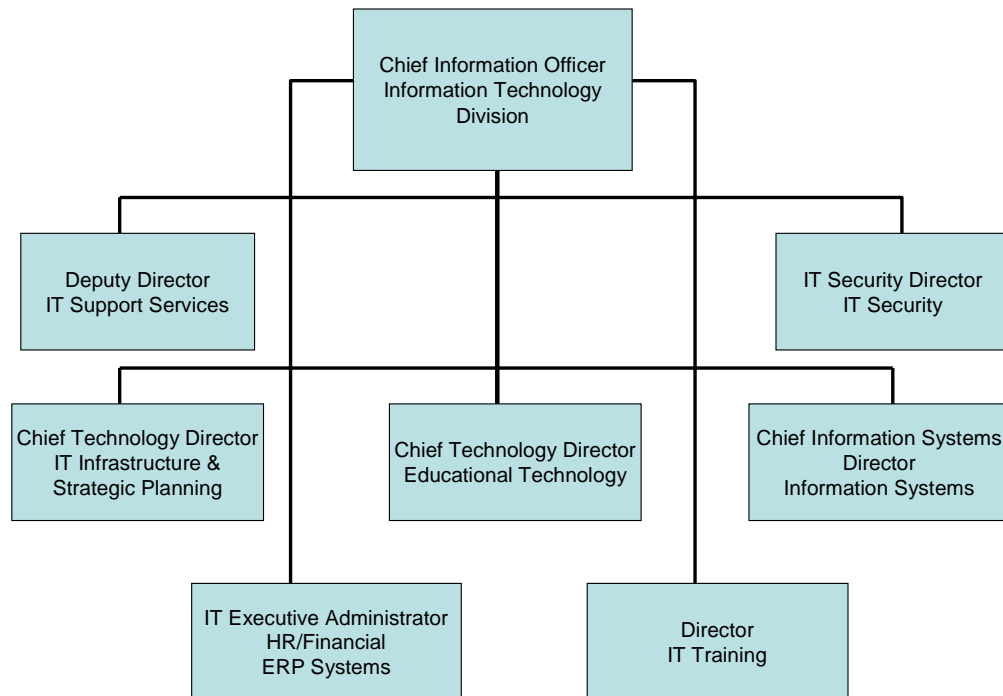 Chief Information Officer
Information Technology
Division
Deputy Director
IT Support Services
IT Security Director
IT Security
Chief Technology Director
IT Infrastructure &
Strategic Planning
Chief Technology Director
Educational Technology
Chief Information Systems
Director
Information Systems
IT Executive Administrator
HR/Financial
ERP Systems
Director
IT Training